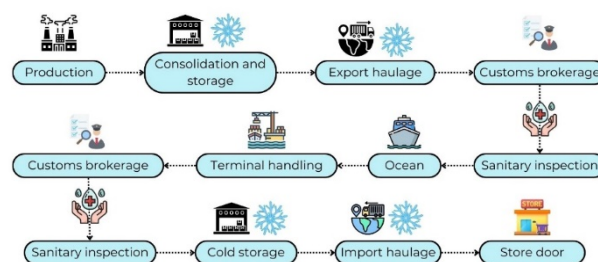 Production
Consolidation and
storage
Export haulage
Customs brokerage
Customs brokerage
Terminal handling
Ocean
Sanitary inspection
Sanitary inspection
Cold storage
Import haulage
STORE
Store door